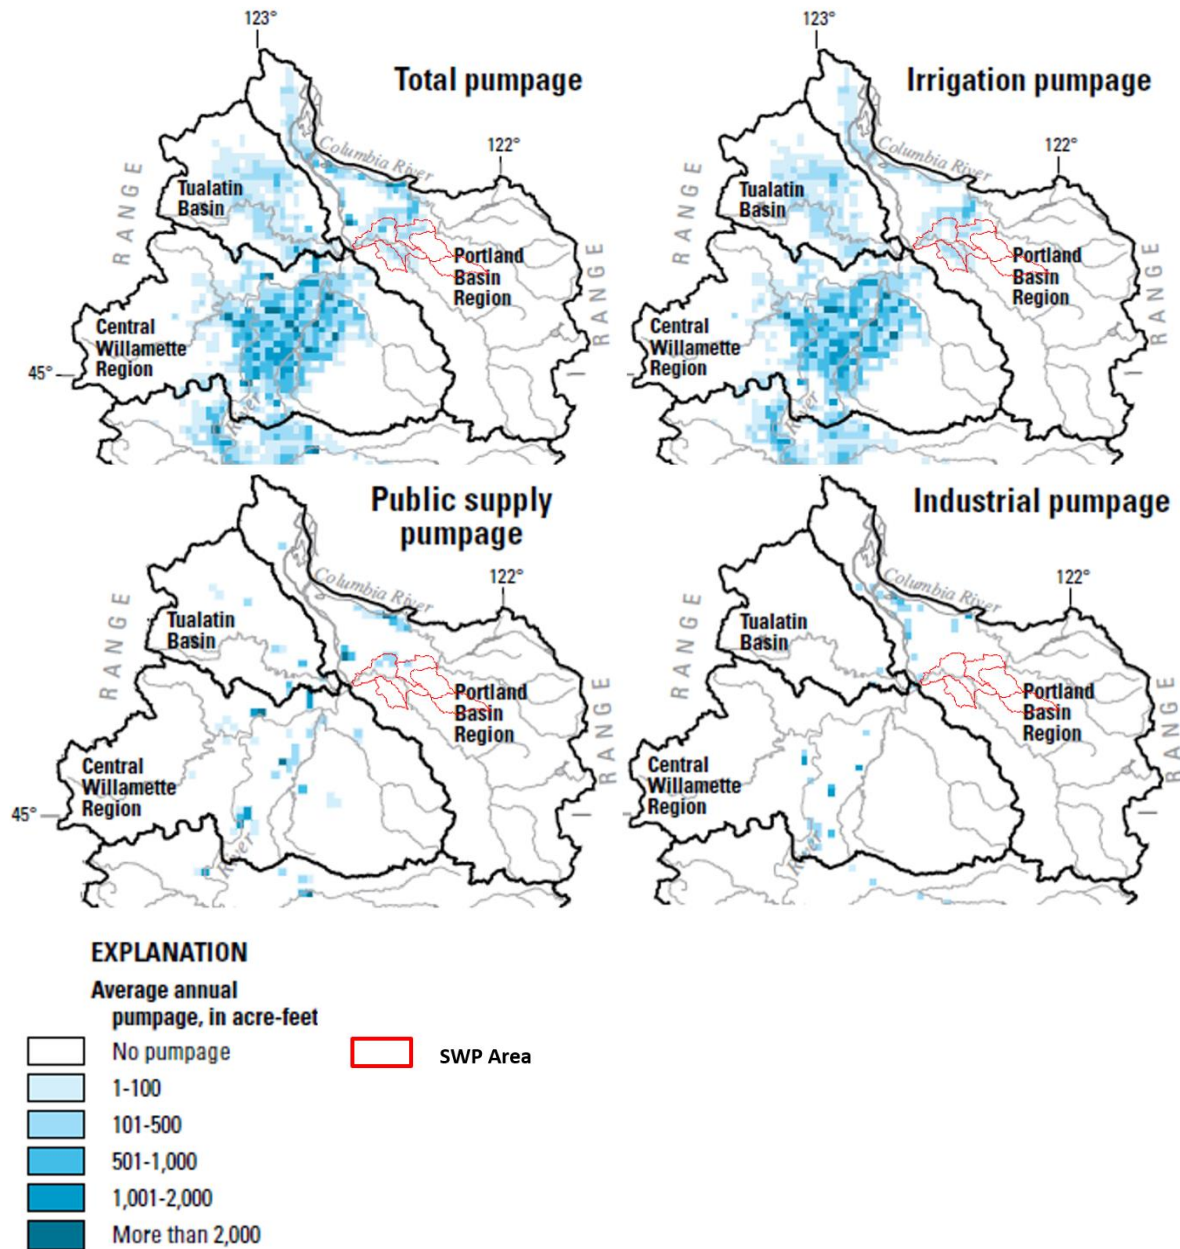 123°
Total pumpage
Columbia River
122°
RANGE
Tualatin
Basin
Portland
Basin
Region
RANGE
Central
Willamette
Region
45°
River
123°
Irrigation pumpage
Columbia River
122°
RANGE
Tualatin
Basin
Portland
Basin
Region
RANGE
Central
Willamette
Region
45°
River
Public supply
pumpage
Columbia River
122°
RANGE
Tualatin
Basin
Portland
Basin
Region
RANGE
Central
Willamette
Region
45°
River
Industrial pumpage
Columbia River
122°
RANGE
Tualatin
Basin
Portland
Basin
Region
RANGE
Central
Willamette
Region
45°
River
EXPLANATION
Average annual
pumpage, in acre-feet
No pumpage
SWP Area
1-100
101-500
501-1,000
1,001-2,000
More than 2,000